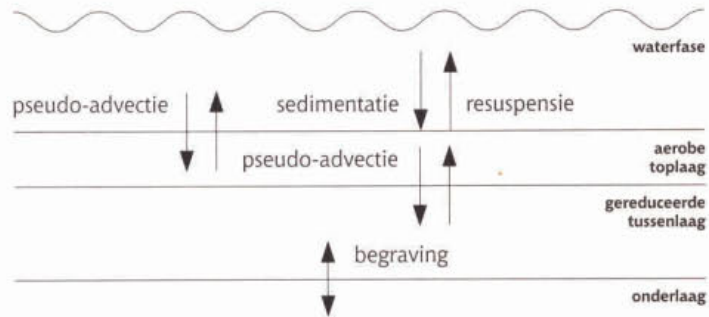 waterfase
pseudo-advectie
sedimentatie
resuspensie
pseudo-advectie
aerobe
toplaag
gereduceerde
tussenlaag
begraving
onderlaag